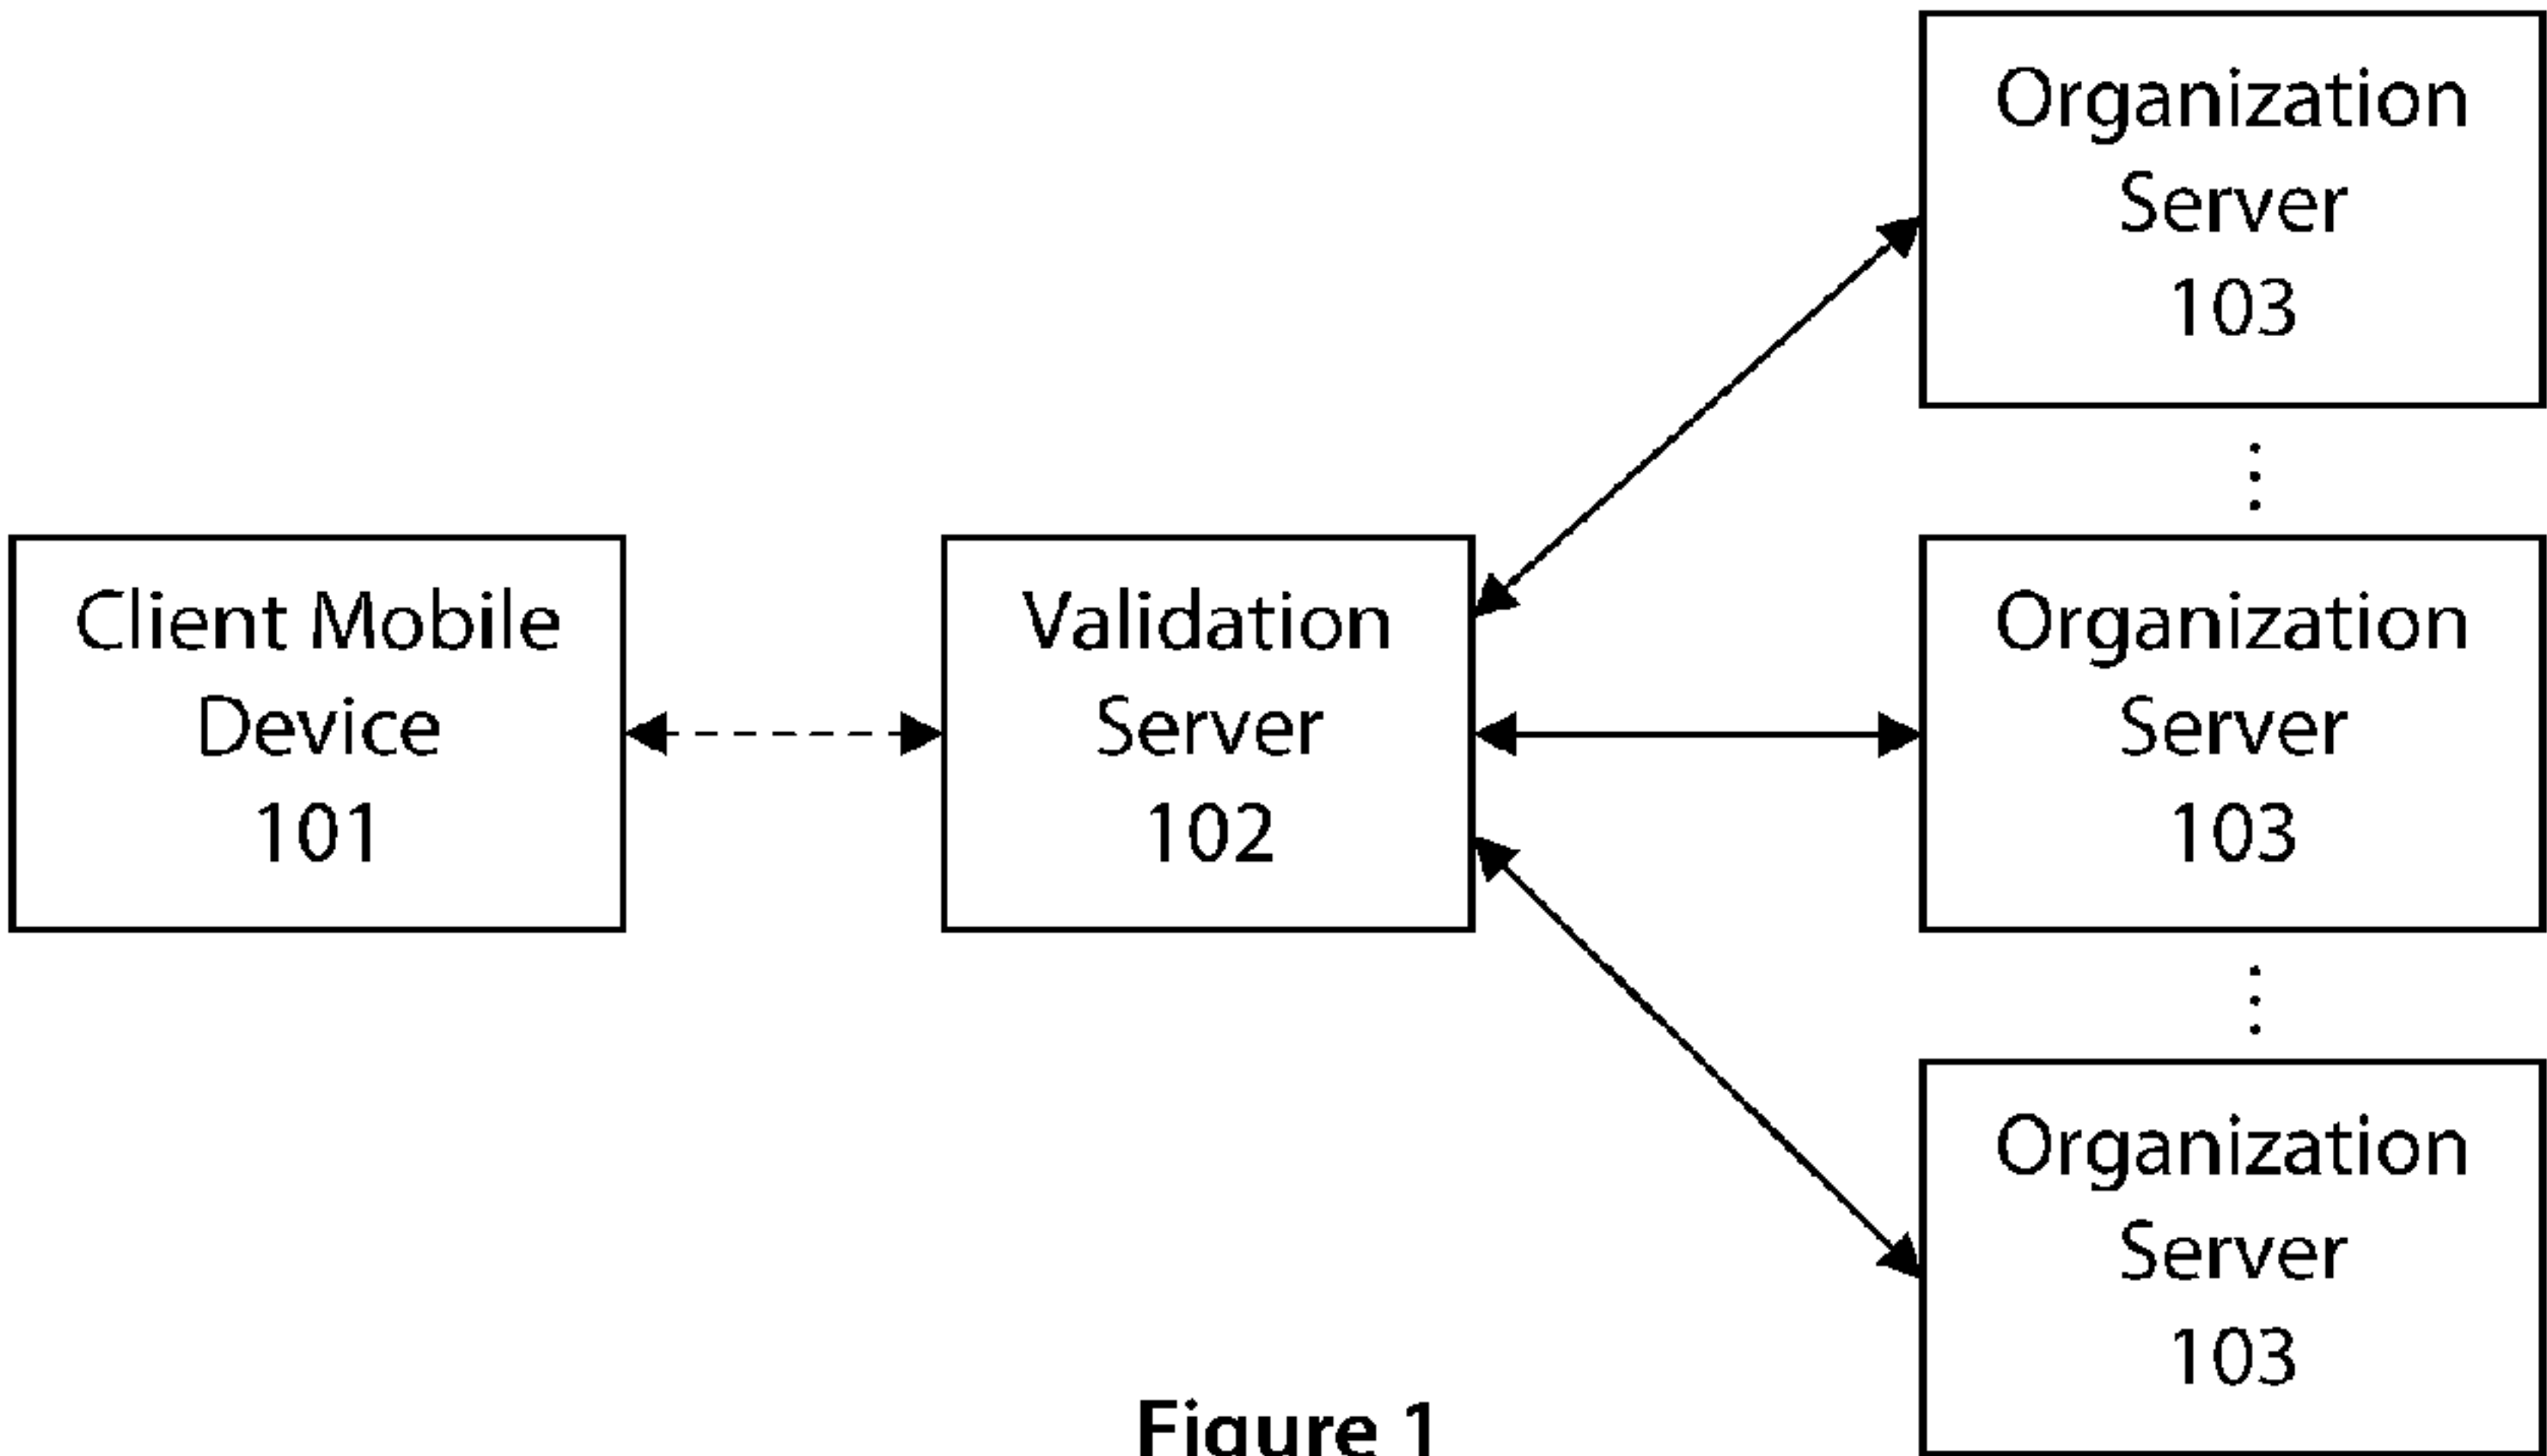 Organization
Server
103
Client Mobile
Device
101
Validation
Server
102
Organization
Server
103
Organization
Server
103
Figure 1